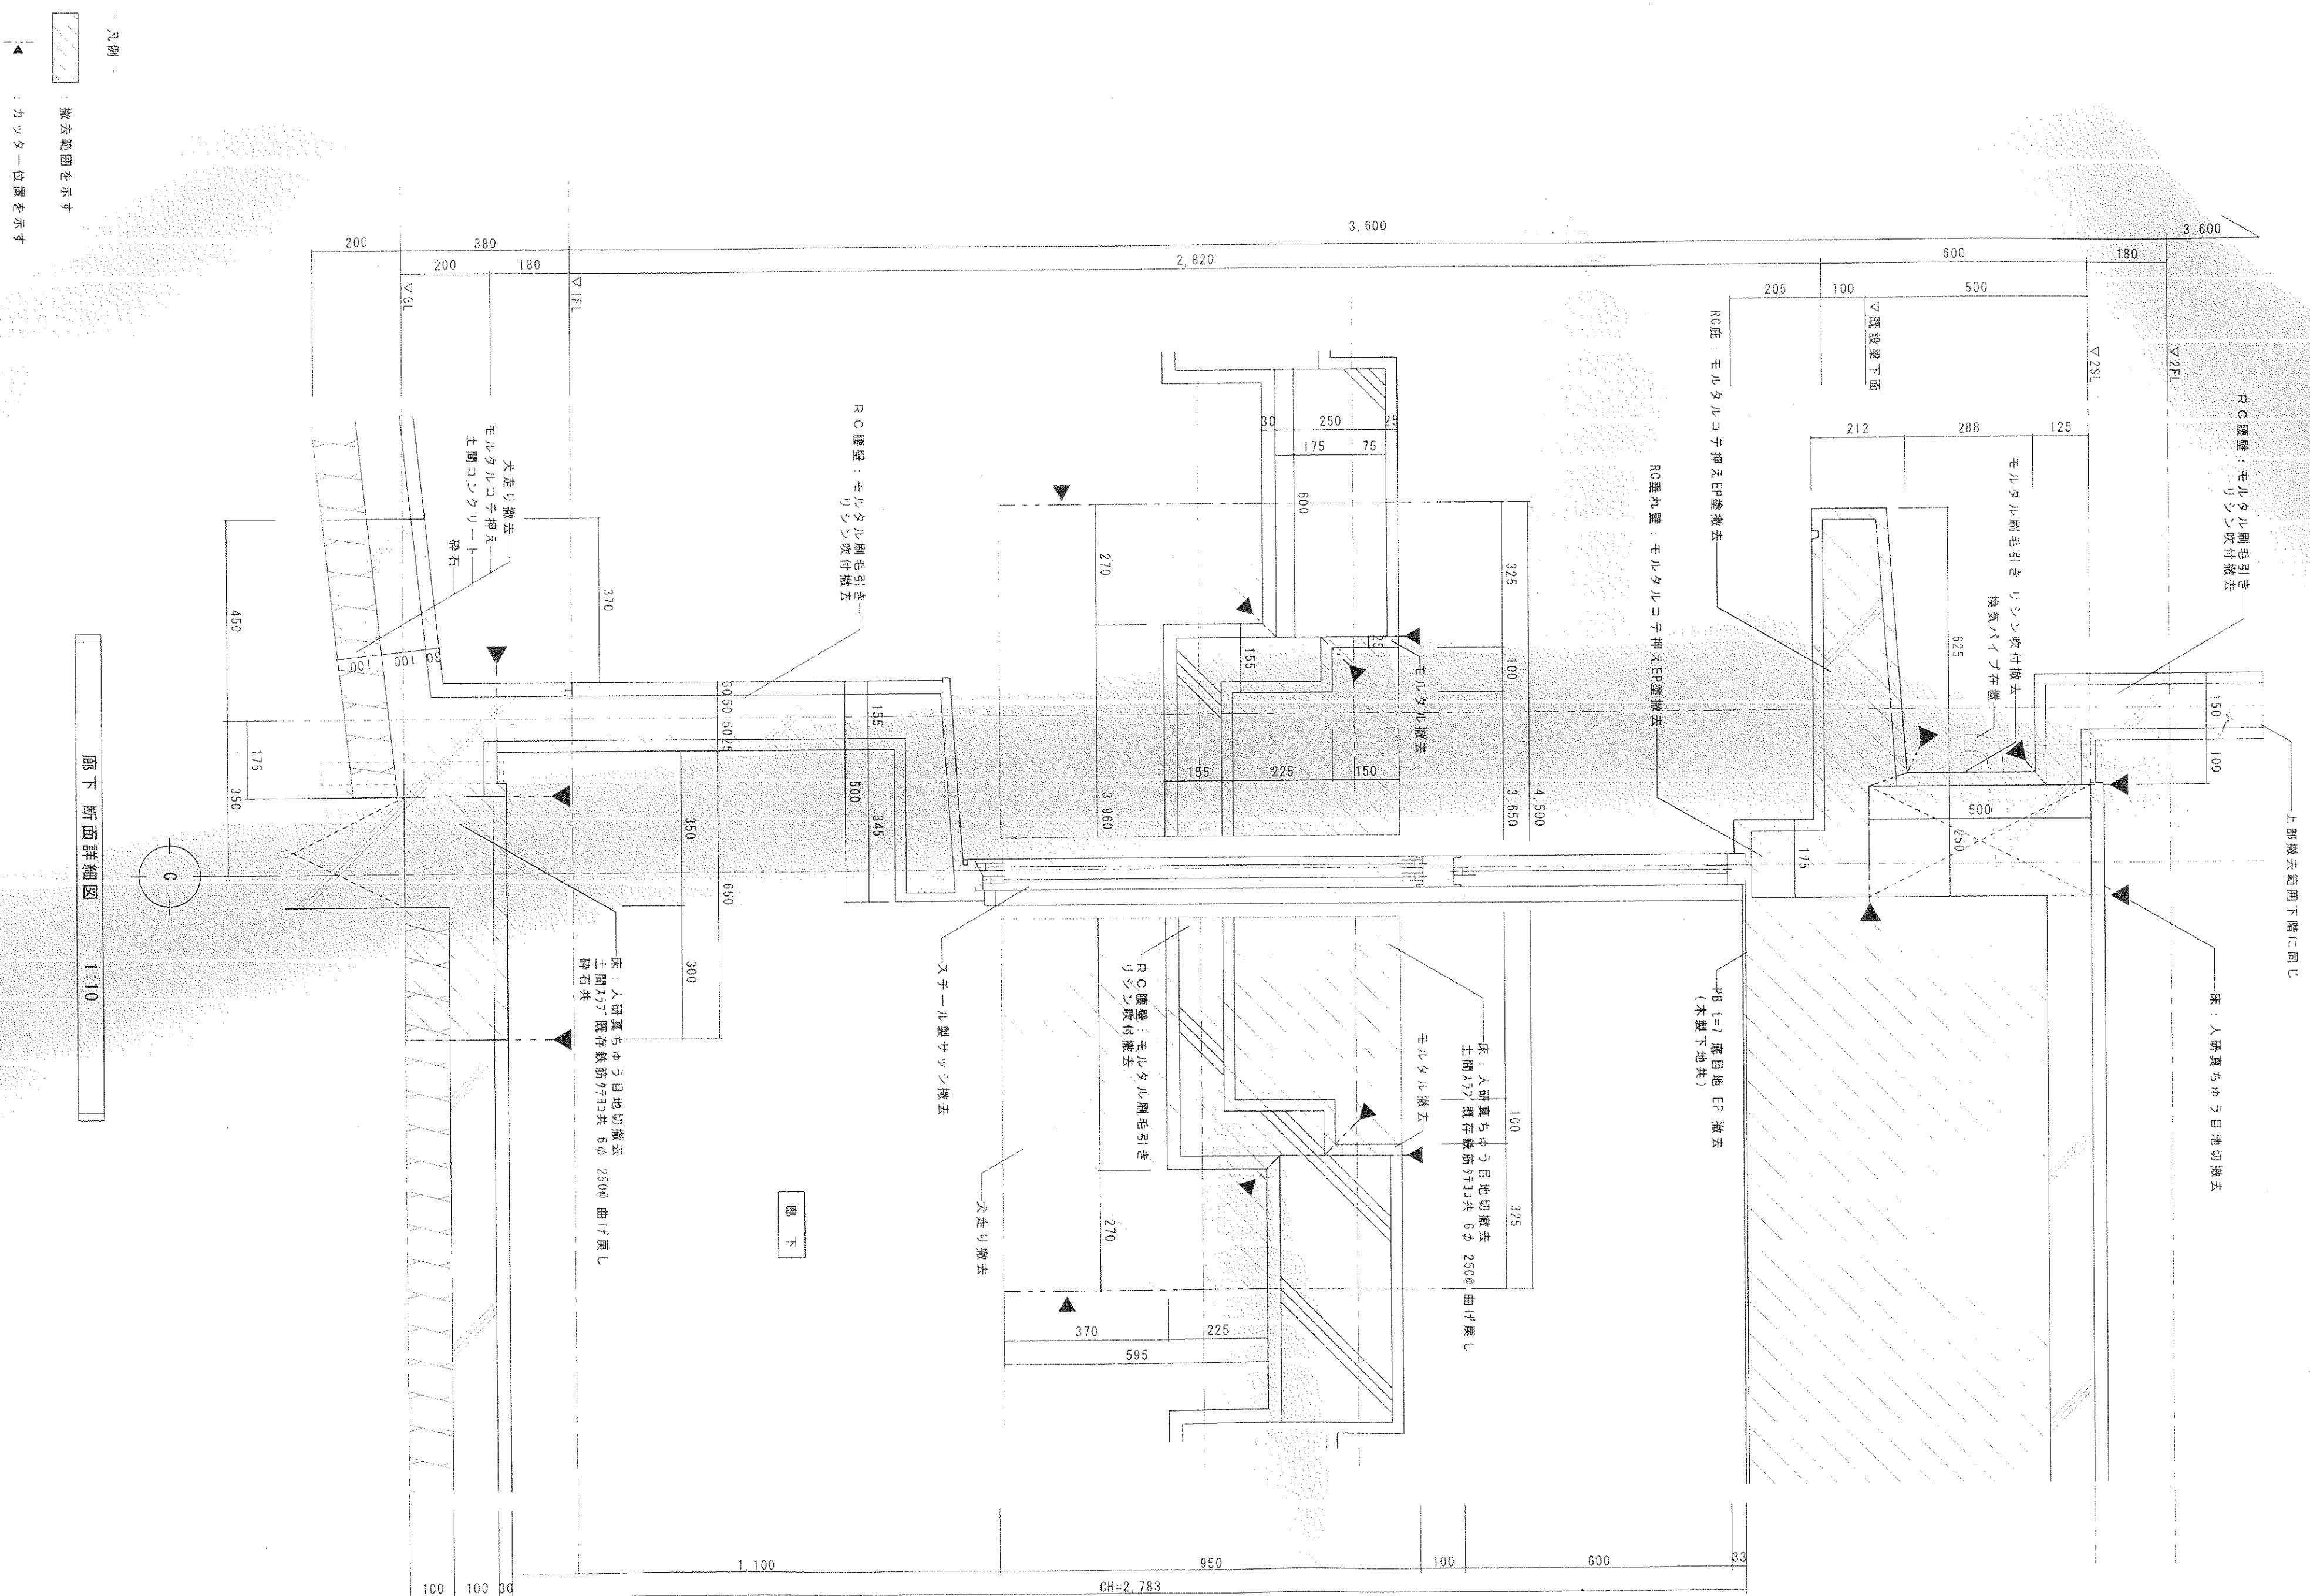 - 凡例 -
: 撤去範囲を示す
: カッター位置を示す
廊下 断面詳細図 1:10
C
3,600
3,600
200
380
200
180
2,820
600
180
205
100
500
▽GL
▽1FL
▽既設梁下面
▽2SL
▽2FL
212
288
125
RC腰壁：モルタル刷毛引き
リシン吹付撤去
モルタル刷毛引き リシン吹付撤去
換気パイプ在置
RC庇：モルタルコテ押えEP塗撤去
RC垂れ壁：モルタルコテ押えEP塗撤去
625
150
100
500
250
175
上部撤去範囲下階に同じ
床：人研真ちゅう目地切撤去
PB t=7 底目地 EP 撤去
(木製下地共)
30
250
25
175
75
600
270
325
155
25
100
モルタル撤去
155
225
150
3,960
3,650
4,500
RC腰壁：モルタル刷毛引き
リシン吹付撤去
犬走り撤去
モルタルコテ押え
土間コンクリート
砕石
370
450
175
350
100
100
30
30
50
50
25
155
500
345
350
650
300
床：人研真ちゅう目地切撤去
土間ｽﾗﾌﾞ 既存鉄筋ﾀﾃﾖｺ共 6φ 250@ 曲げ戻し
砕石共
スチール製サッシ撤去
RC腰壁：モルタル刷毛引き
リシン吹付撤去
モルタル撤去
床：人研真ちゅう目地切撤去
土間ｽﾗﾌﾞ 既存鉄筋ﾀﾃﾖｺ共 6φ 250@ 曲げ戻し
100
325
270
犬走り撤去
370
225
595
廊 下
1,100
950
100
600
33
100
100
30
CH=2,783